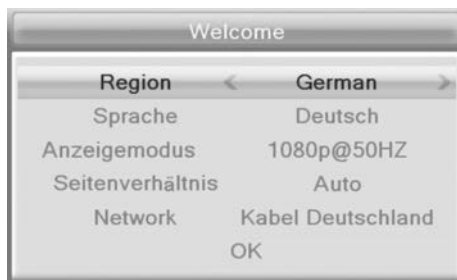 Welcome
Region < German >
Sprache Deutsch
Anzeigemodus 1080p@50HZ
Seitenverhältnis Auto
Network Kabel Deutschland
OK